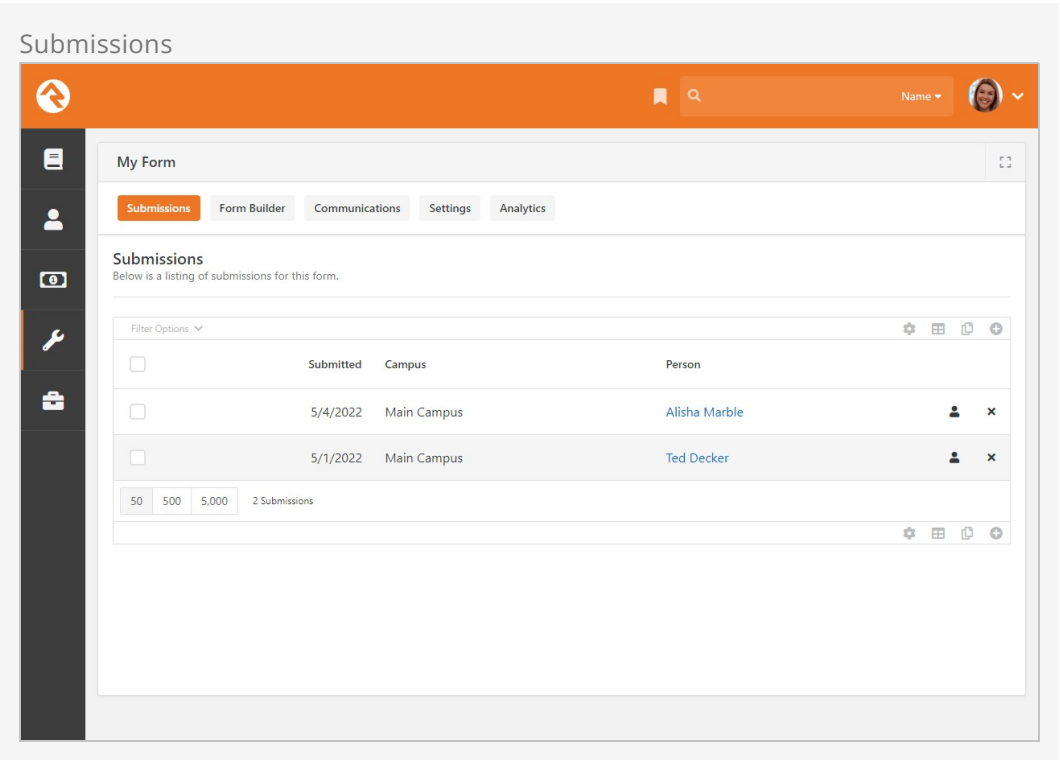 Submissions
Name
My Form
Submissions Form Builder Communications Settings Analytics
Submissions
Below is a listing of submissions for this form.
Filter Options
Submitted Campus Person
5/4/2022 Main Campus Alisha Marble
5/1/2022 Main Campus Ted Decker
50 500 5,000 2 Submissions